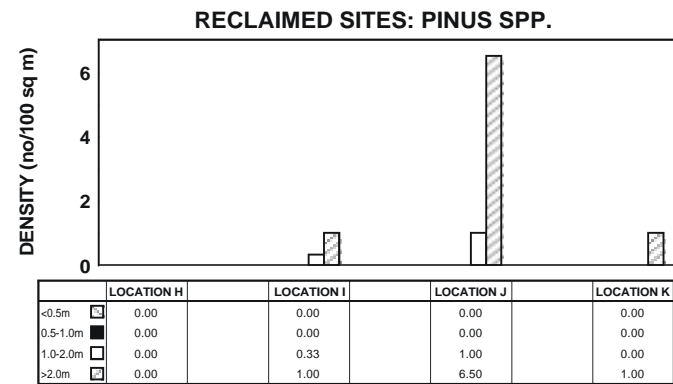 RECLAIMED SITES: PINUS SPP.
DENSITY (no/100 sq m)
6
4
2
0
LOCATION H LOCATION I LOCATION J LOCATION K
<0.5m 0.00 0.00 0.00 0.00
0.5-1.0m 0.00 0.00 0.00 0.00
1.0-2.0m 0.00 0.33 1.00 0.00
>2.0m 0.00 1.00 6.50 1.00